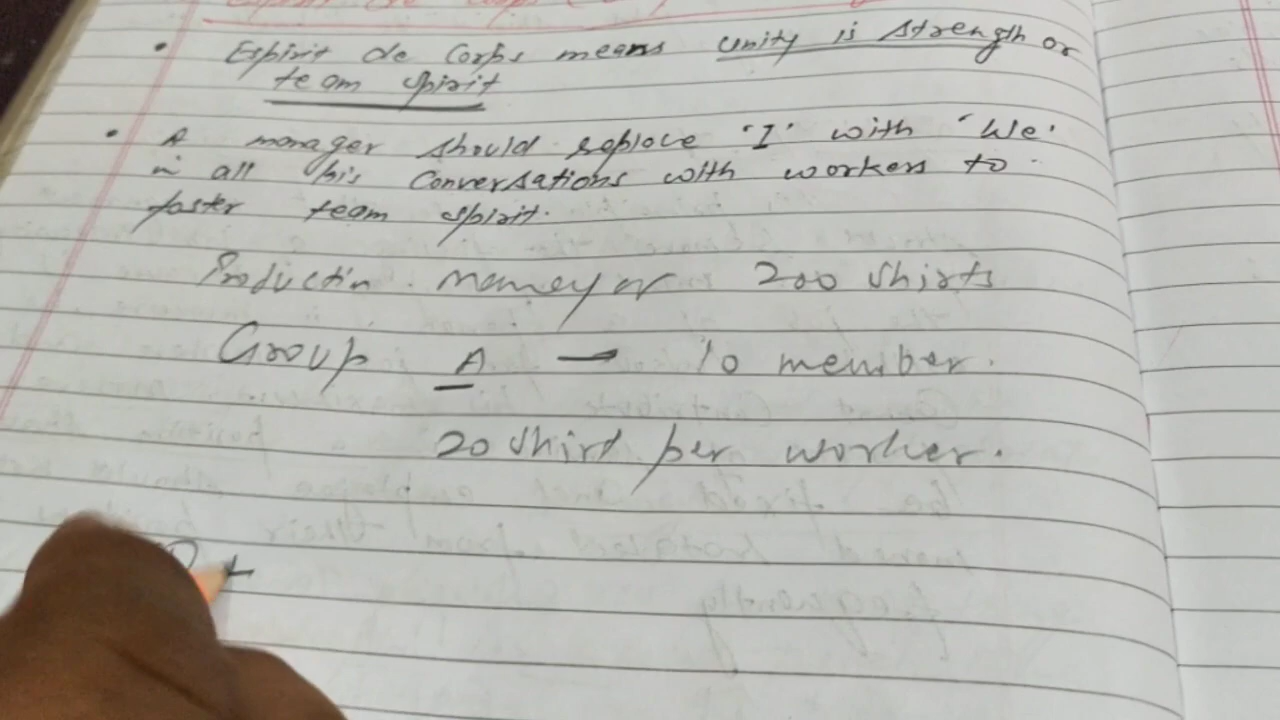 • Espirit de Corps means unity is strength or
team spirit
• A manager should replace 'I' with 'We'
in all his Conversations with workers to
foster team spirit.
Production manager 200 shirts
Group A → 10 member.
20 shirt per worker.